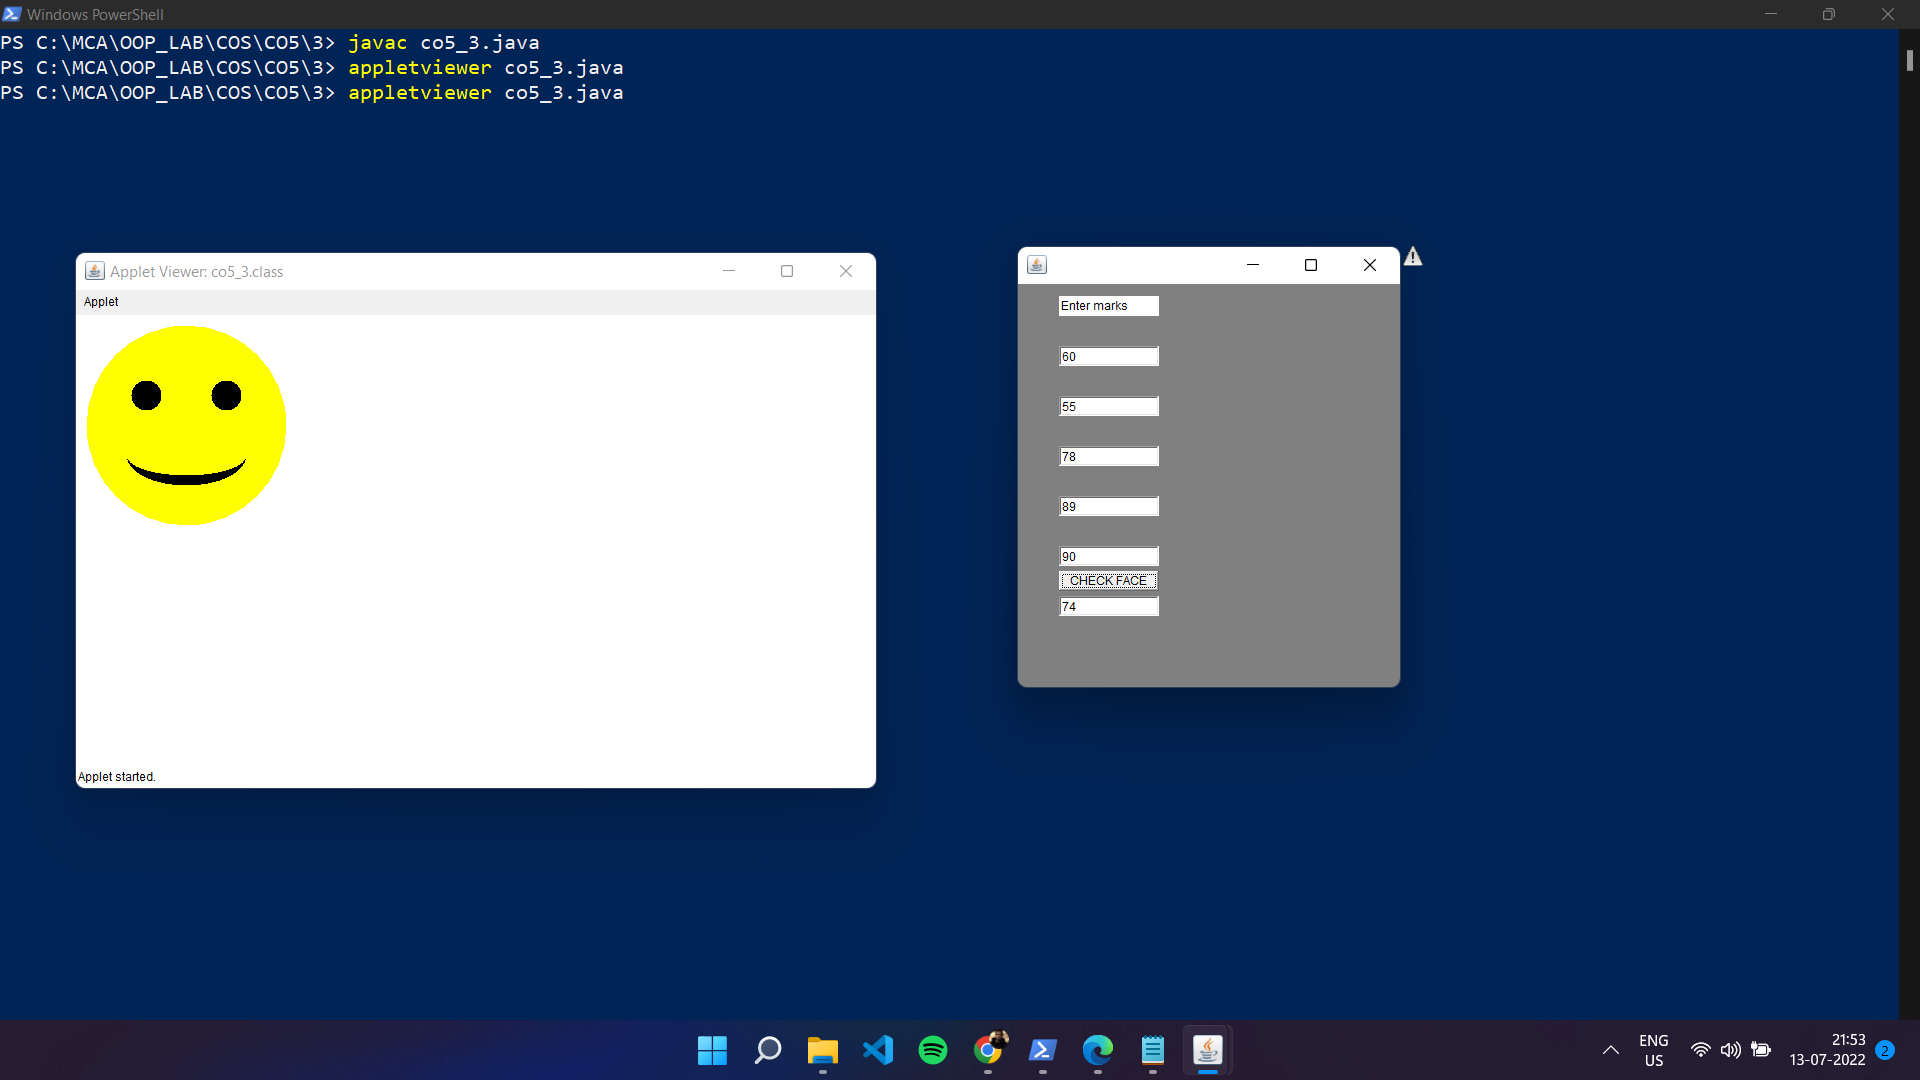 Windows PowerShell
PS C:\MCA\OOP_LAB\COS\CO5\3> javac co5_3.java
PS C:\MCA\OOP_LAB\COS\CO5\3> appletviewer co5_3.java
PS C:\MCA\OOP_LAB\COS\CO5\3> appletviewer co5_3.java
Applet Viewer: co5_3.class
Applet
Applet started.
Enter marks
60
55
78
89
90
CHECK FACE
74
ENG
US
21:53
13-07-2022
2